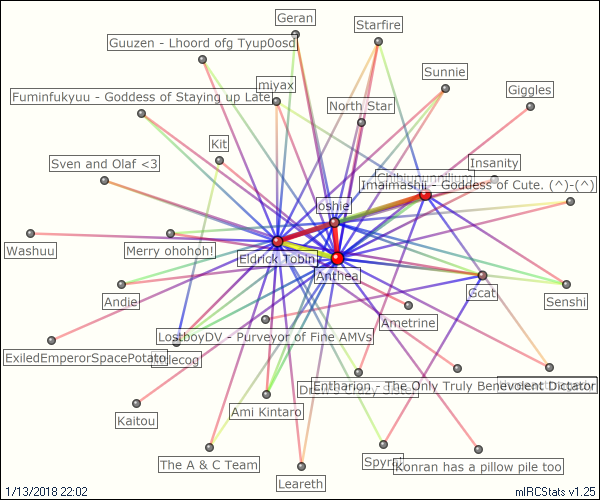 Geran
Starfire
Guuzen - Lhoord ofg Tyup0osd
Sunnie
miyax
Giggles
Fuminfukyuu - Goddess of Staying up Late
North Star
Kit
Insanity
Sven and Olaf <3
Imaimashii - Goddess of Cute. (^)-(^)
Joshie
Washuu
Merry ohohoh!
Eldrick Tobin
Anthea
Gcat
Andie
Senshi
Ametrine
LostboyDV - Purveyor of Fine AMVs
ExiledEmperorSpacePotato
Entharion - The Only Truly Benevolent Dictator
Kaitou
Ami Kintaro
The A & C Team
Spyral
Konran has a pillow pile too
Leareth
1/13/2018 22:02
mIRCStats v1.25